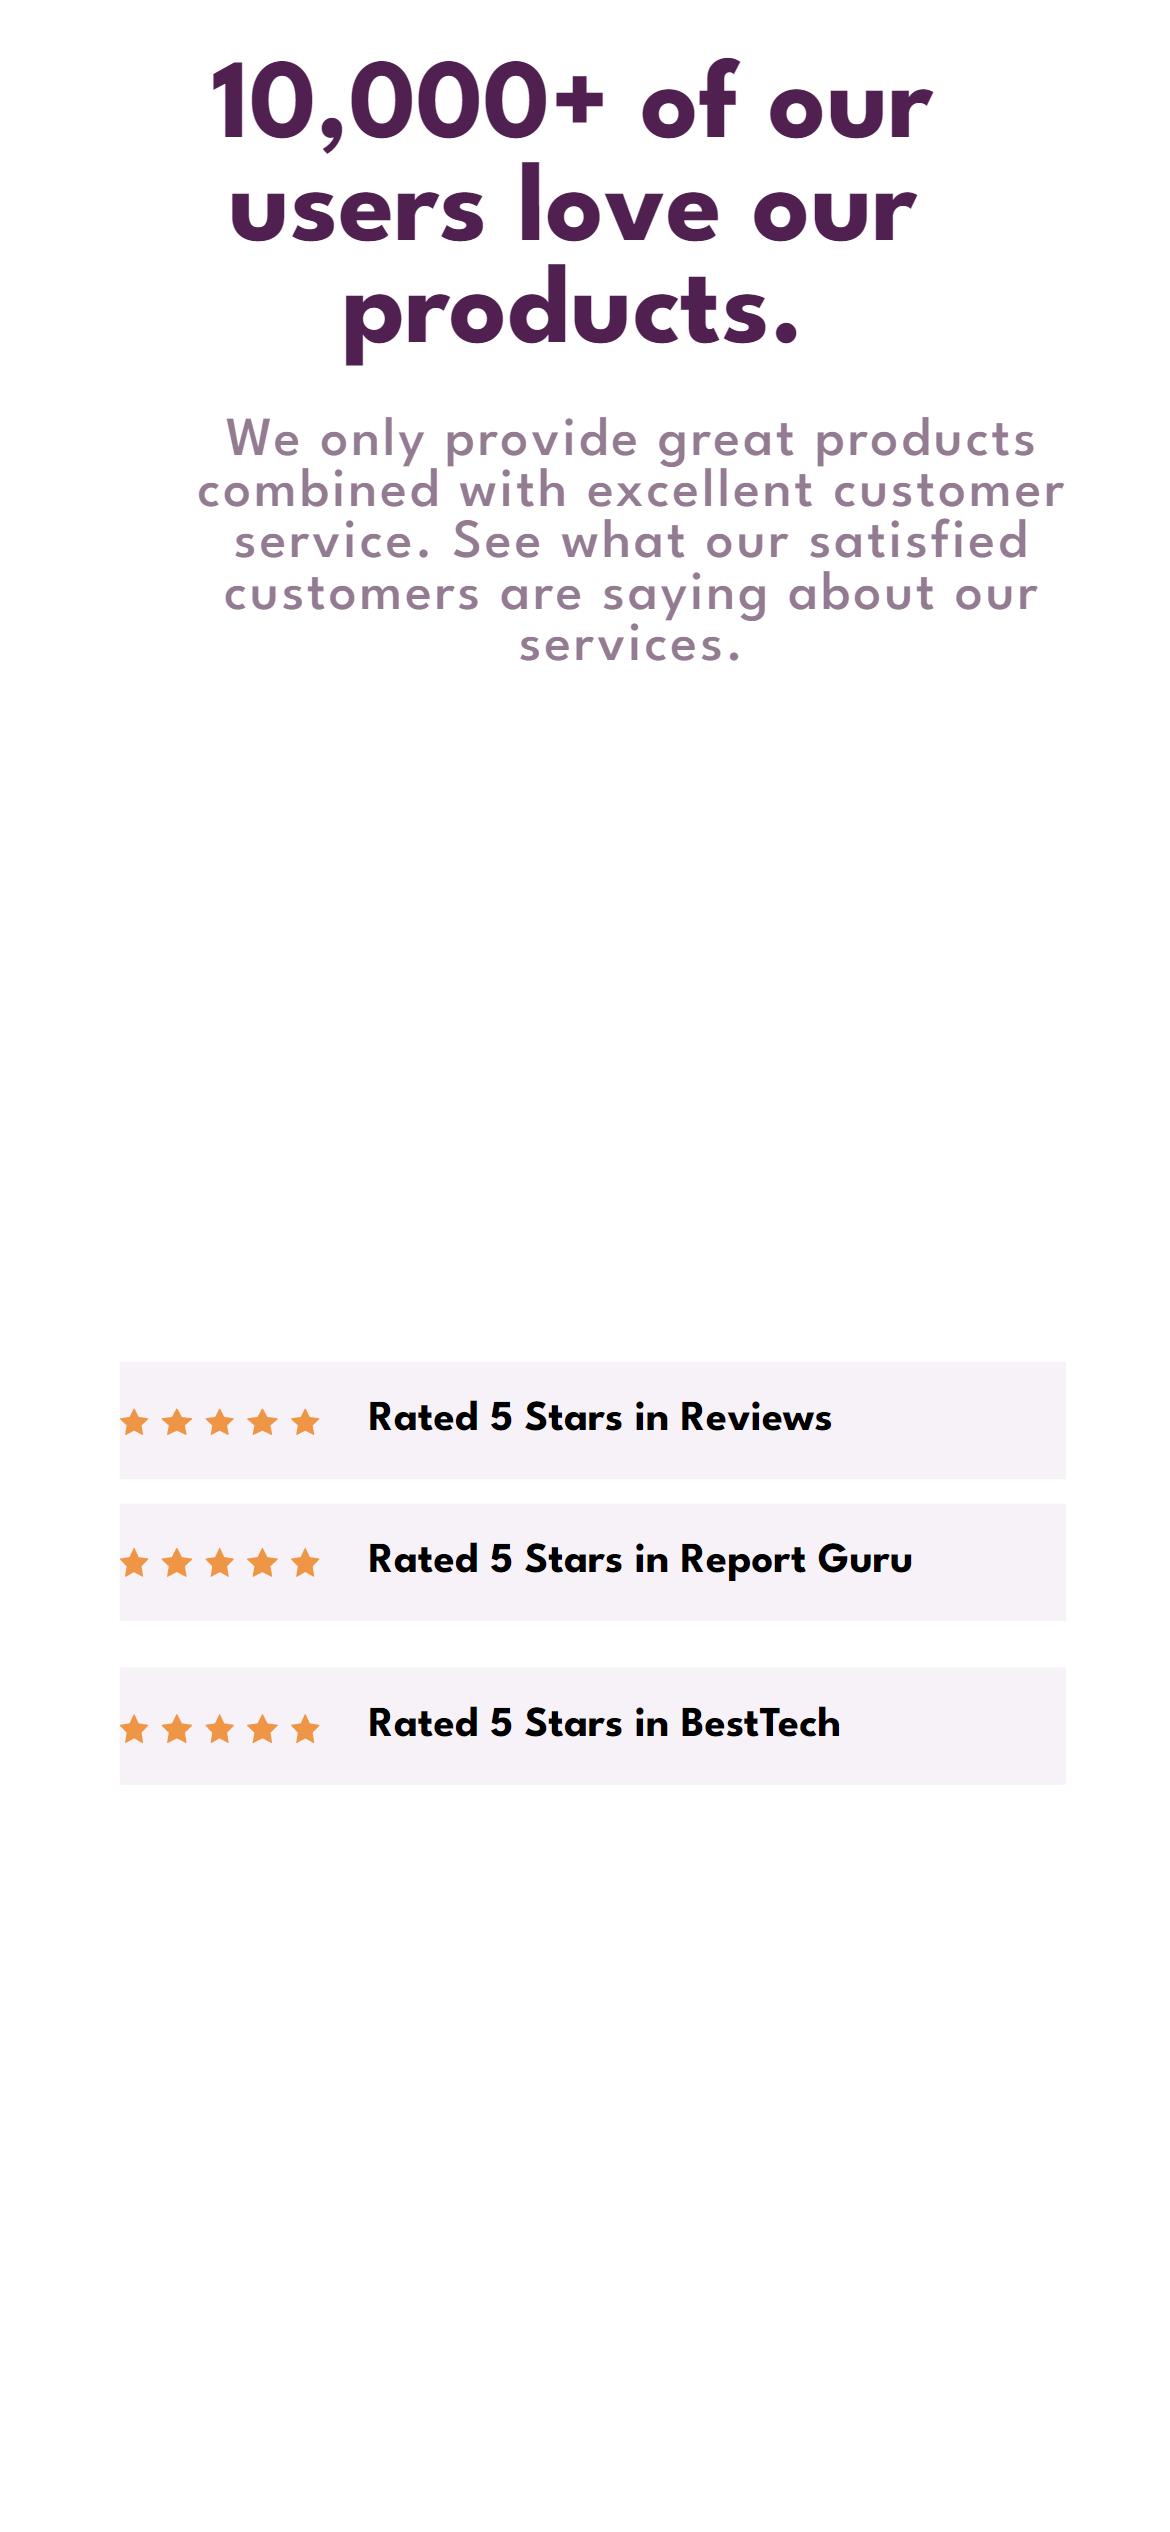 10,000+ of our
users love our
products.
We only provide great products
combined with excellent customer
service. See what our satisfied
customers are saying about our
services.
Rated 5 Stars in Reviews
Rated 5 Stars in Report Guru
Rated 5 Stars in BestTech